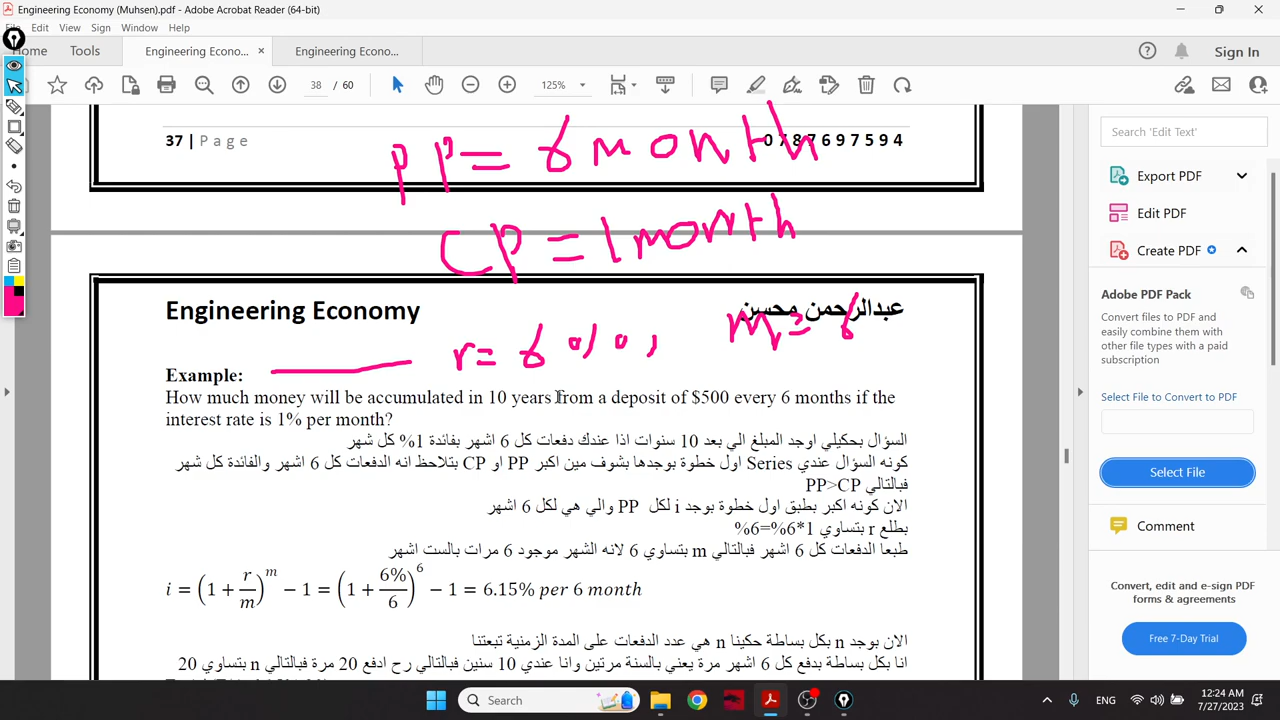 Engineering Economy (Muhsen).pdf - Adobe Acrobat Reader (64-bit)
File Edit View Sign Window Help
Home Tools Engineering Econo... × Engineering Econo... Sign In
38 / 60 125%
37 | Page 0787697594
PP = 6 month
CP = 1 month
Engineering Economy عبدالرحمن محسن
r = 6%, m = 6
Example:
How much money will be accumulated in 10 years from a deposit of $500 every 6 months if the
interest rate is 1% per month?
السؤال بحكيلي اوجد المبلغ الي بعد 10 سنوات اذا عندك دفعات كل 6 اشهر بفائدة 1% كل شهر
كونه السؤال عندي Series اول خطوة بوجدها بشوف مين اكبر PP او CP بتلاحظ انه الدفعات كل 6 اشهر والفائدة كل شهر
فبالتالي PP>CP
الان كونه اكبر بطبق اول خطوة بوجد i لكل PP والي هي لكل 6 اشهر
بطلع r بتساوي 1*6%=6%
طبعا الدفعات كل 6 اشهر فبالتالي m بتساوي 6 لانه الشهر موجود 6 مرات بالست اشهر
i = (1 + r/m)^m − 1 = (1 + 6%/6)^6 − 1 = 6.15% per 6 month
الان بوجد n بكل بساطة حكينا n هي عدد الدفعات على المدة الزمنية تبعتنا
انا بكل بساطة بدفع كل 6 اشهر مرة يعني بالسنة مرتين وانا عندي 10 سنين فبالتالي رح ادفع 20 مرة فبالتالي n بتساوي 20
Search 'Edit Text'
Export PDF
Edit PDF
Create PDF
Adobe PDF Pack
Convert files to PDF and
easily combine them with
other file types with a paid
subscription.
Select File to Convert to PDF
Select File
Comment
Convert, edit and e-sign PDF
forms & agreements
Free 7-Day Trial
Search
ENG
12:24 AM
7/27/2023